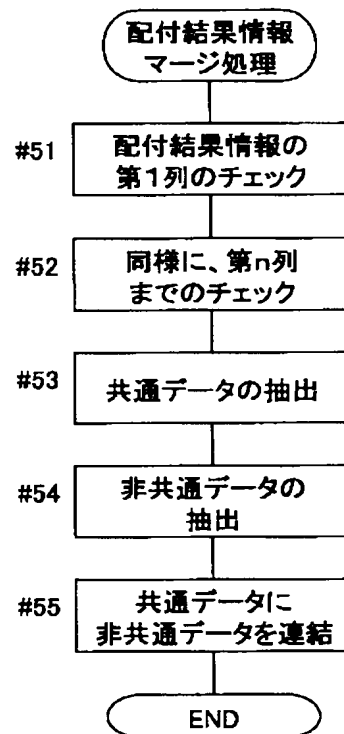 配付結果情報
マージ処理
#51
配付結果情報の
第1列のチェック
#52
同様に、第n列
までのチェック
#53
共通データの抽出
#54
非共通データの
抽出
#55
共通データに
非共通データを連結
END